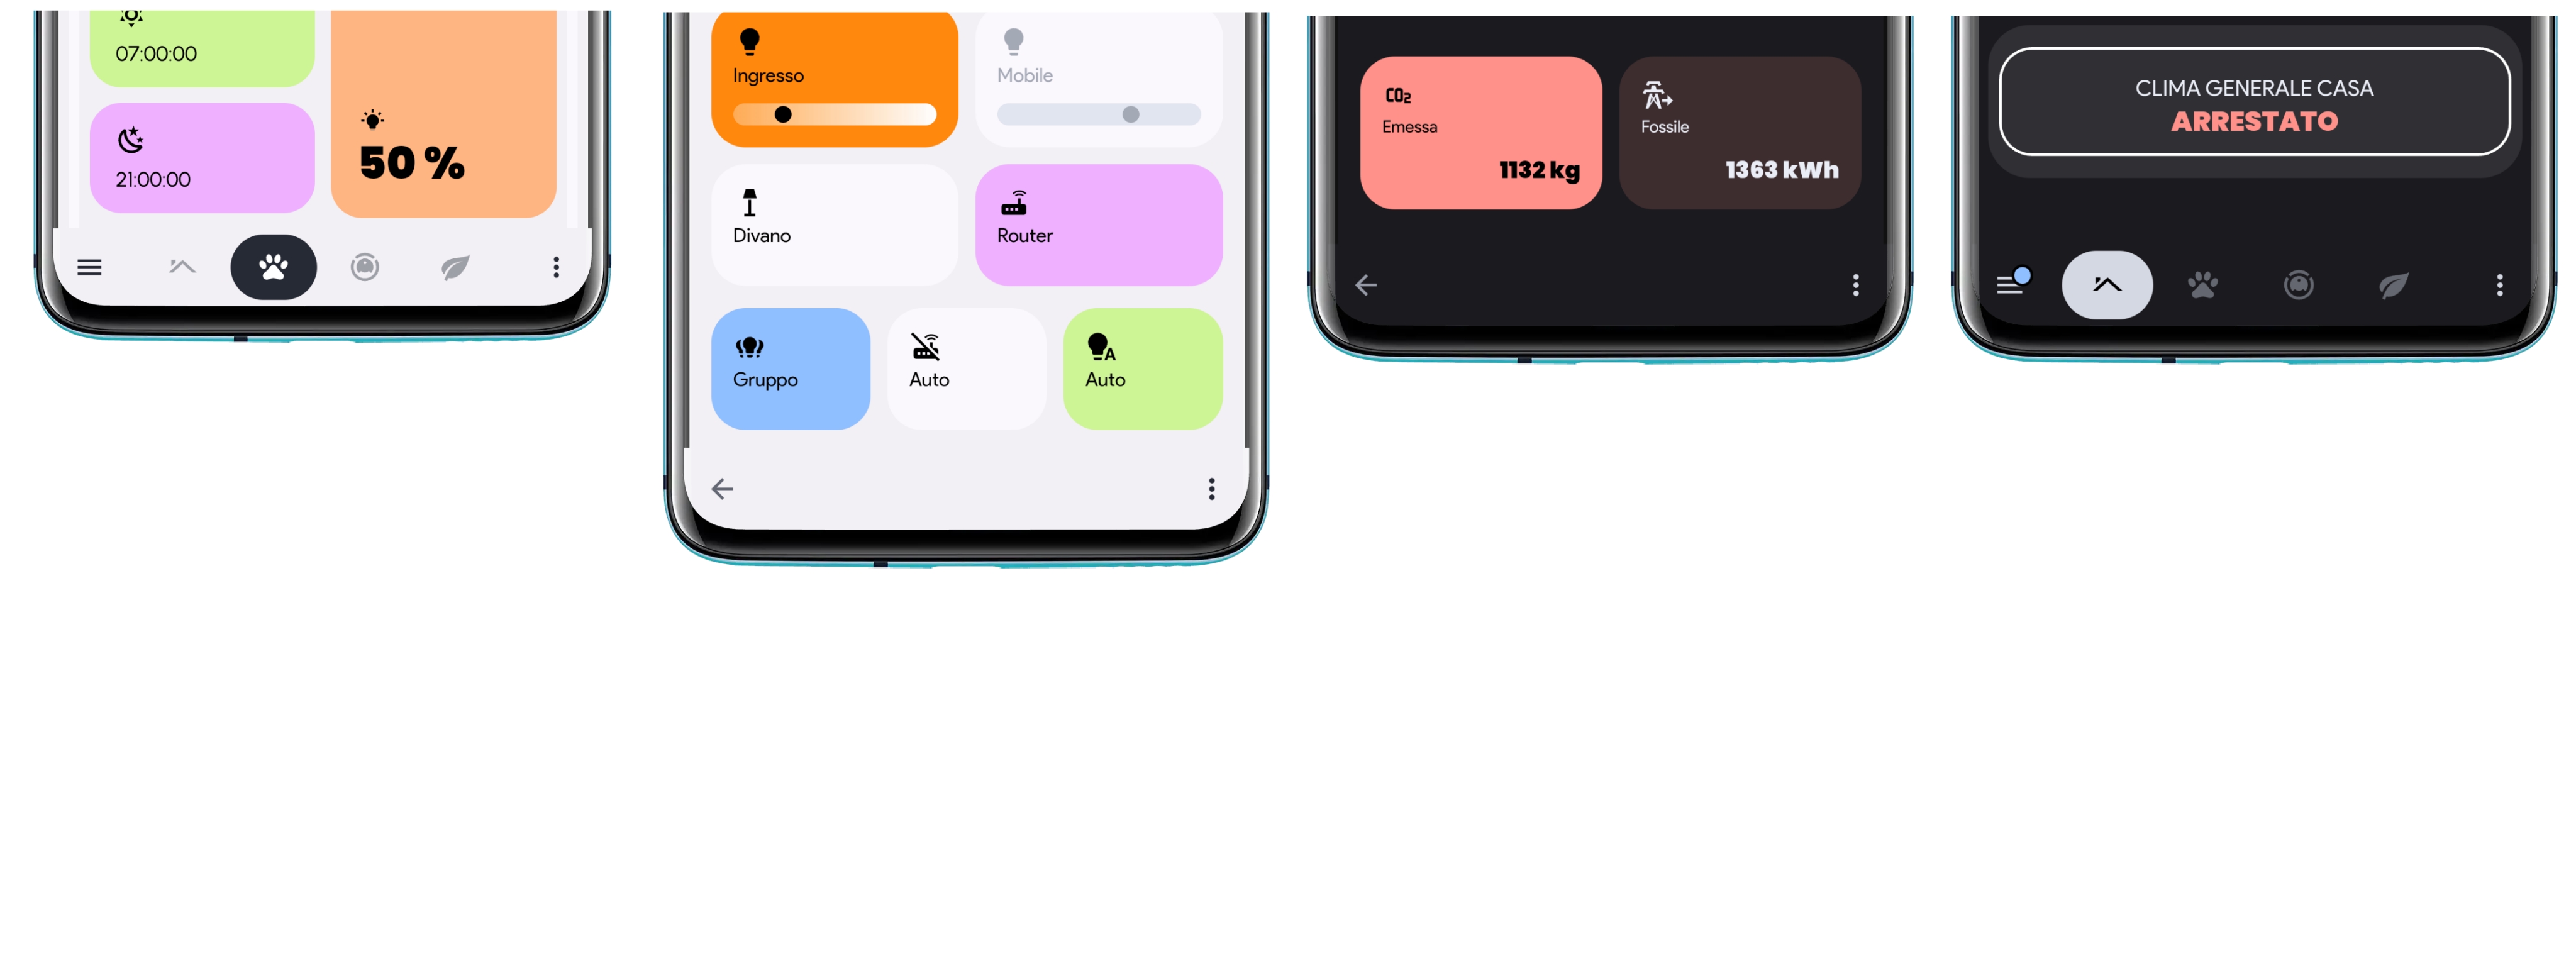 07:00:00
21:00:00
50 %
Ingresso
Mobile
Divano
Router
Gruppo
Auto
A
Auto
CO₂
Emessa
1132 kg
Fossile
1363 kWh
CLIMA GENERALE CASA
ARRESTATO